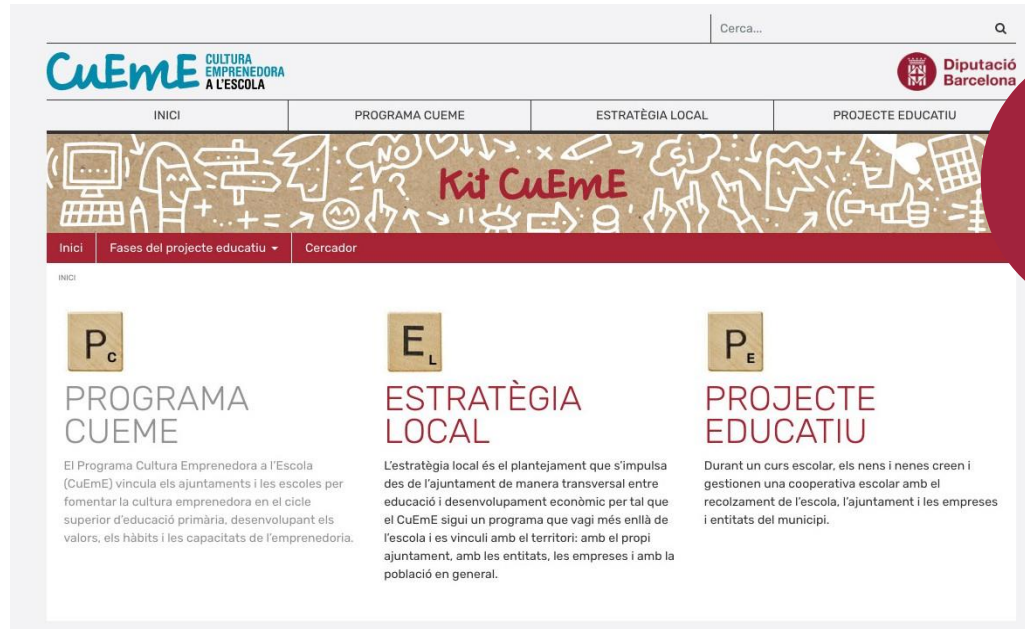 Cerca...
CuEmE CULTURA
EMPRENEDORA
A L'ESCOLA
Diputació
Barcelona
INICI
PROGRAMA CUEME
ESTRATÈGIA LOCAL
PROJECTE EDUCATIU
NO
SI
Kit CuEmE
Inici
Fases del projecte educatiu
Cercador
INICI
PC
PROGRAMA
CUEME
El Programa Cultura Emprenedora a l'Escola
(CuEmE) vincula els ajuntaments i les escoles per
fomentar la cultura emprenedora en el cicle
superior d'educació primària, desenvolupant els
valors, els hàbits i les capacitats de l'emprenedoria.
EL
ESTRATÈGIA
LOCAL
L'estratègia local és el plantejament que s'impulsa
des de l'ajuntament de manera transversal entre
educació i desenvolupament econòmic per tal que
el CuEmE sigui un programa que vagi més enllà de
l'escola i es vinculi amb el territori: amb el propi
ajuntament, amb les entitats, les empreses i amb la
població en general.
PE
PROJECTE
EDUCATIU
Durant un curs escolar, els nens i nenes creen i
gestionen una cooperativa escolar amb el
recolzament de l'escola, l'ajuntament i les empreses
i entitats del municipi.